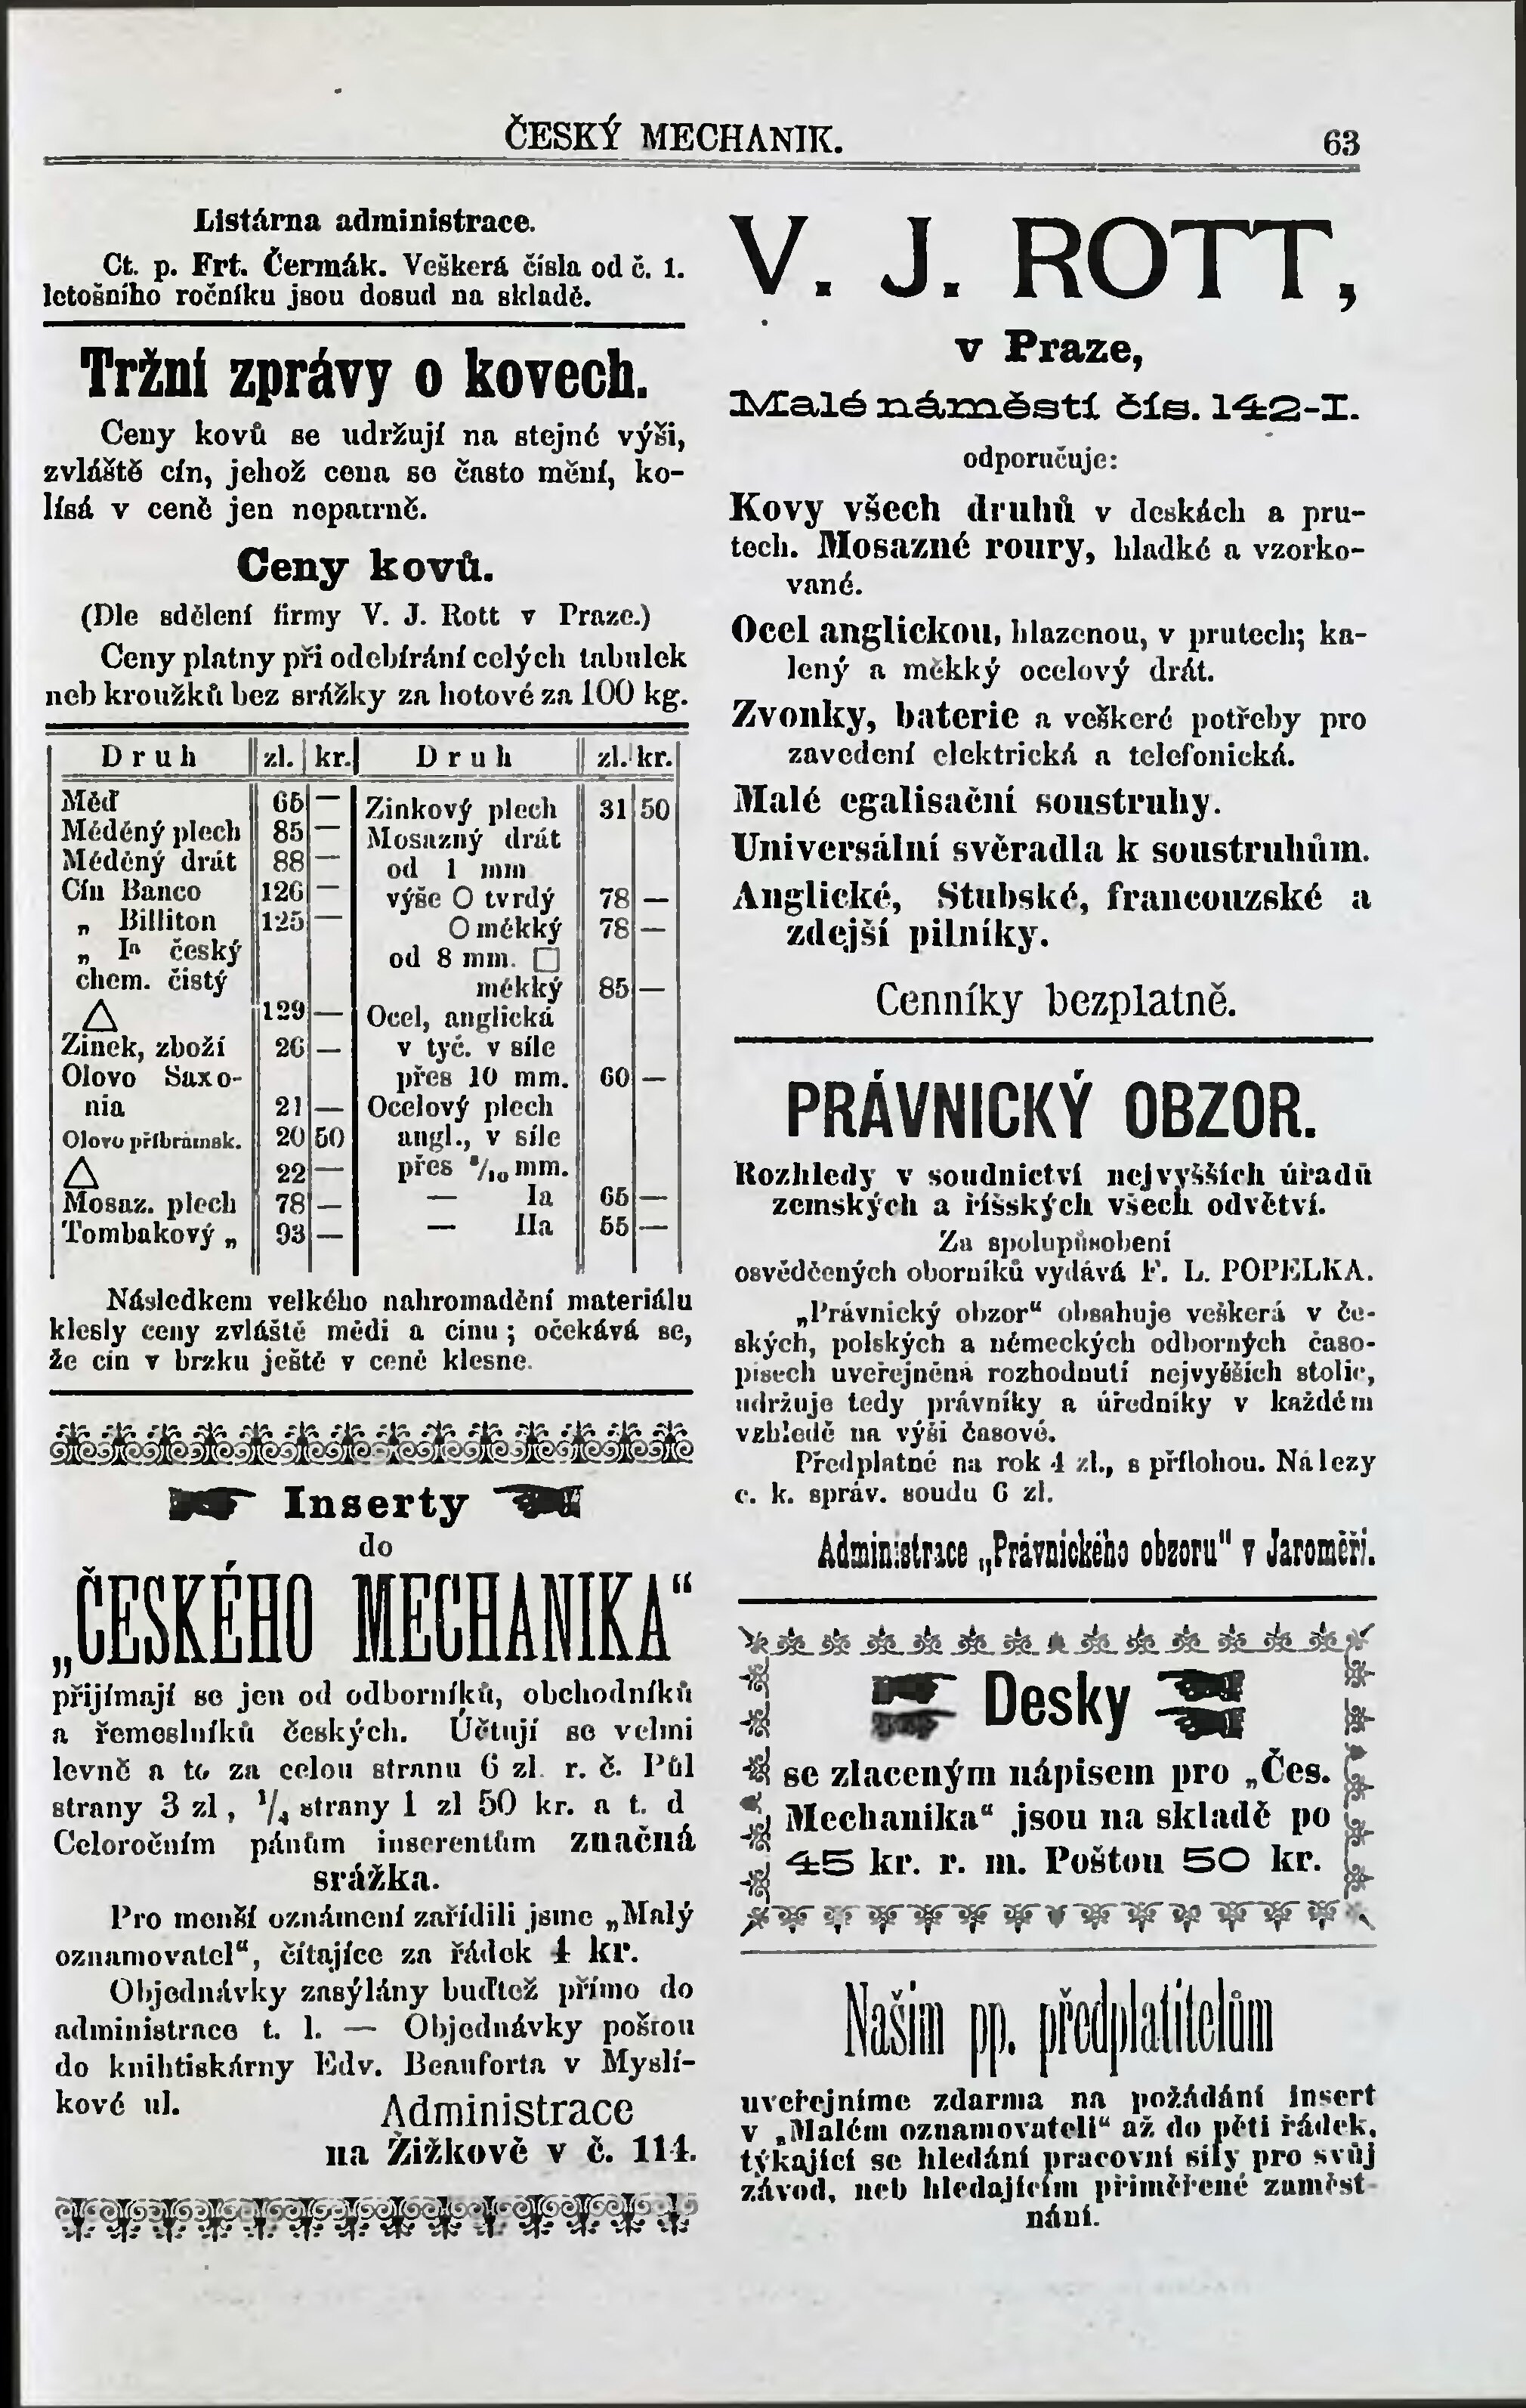 ČESKÝ MECHANIK.
63
Listárna administrace.
Ct. p. Frt. Čermák. Veškerá čísla od č. 1.
letošního ročníku jsou dosud na skladě.
Tržní zprávy o kovech.
Ceny kovů se udržují na stejné výši,
zvláště cín, jehož cena se často mění, ko-
lísá v ceně jen nepatrně.
Ceny kovů.
(Dle sdělení firmy V. J. Rott v Praze.)
Ceny platny při odebírání celých tabulek
neb kroužků bez srážky za hotové za 100 kg.
Druh zl. kr.
Měď 65 —
Měděný plech 85 —
Měděný drát 88 —
Cín Banco 126 —
„ Billiton 125 —
„ Iª český
chem. čistý
△ 129 —
Zinek, zboží 26 —
Olovo Saxo-
nia 21 —
Olovo příbramsk. 20 50
△ 22 —
Mosaz. plech 78 —
Tombakový „ 93 —
Druh zl. kr.
Zinkový plech 31 50
Mosazný drát
od 1 mm
výše O tvrdý 78 —
O měkký 78 —
od 8 mm. □
měkký 85 —
Ocel, anglická
v tyč. v síle
přes 10 mm. 60 —
Ocelový plech
angl., v síle
přes /10 mm.
— Ia 65 —
— IIa 55 —
Následkem velkého nahromadění materiálu
klesly ceny zvláště mědi a cínu; očekává se,
že cín v brzku ještě v ceně klesne.
Inserty
do
„ČESKÉHO MECHANIKA“
přijímají se jen od odborníků, obchodníků
a řemeslníků českých. Účtují se velmi
levně a to za celou stranu 6 zl. r. č. Půl
strany 3 zl, 1/4 strany 1 zl 50 kr. a t. d
Celoročním pánům inserentům značná
srážka.
Pro menší oznámení zařídili jsme „Malý
oznamovatel“, čítajíce za řádek 4 kr.
Objednávky zasýlány buďtež přímo do
administrace t. l. — Objednávky poštou
do knihtiskárny Edv. Beauforta v Myslí-
kově ul.
Administrace
na Žižkově v č. 114.
V. J. ROTT,
v Praze,
Malé náměstí čís. 142-I.
odporučuje:
Kovy všech druhů v deskách a pru-
tech. Mosazné roury, hladké a vzorko-
vané.
Ocel anglickou, hlazenou, v prutech; ka-
lený a měkký ocelový drát.
Zvonky, baterie a veškeré potřeby pro
zavedení elektrická a telefonická.
Malé egalisační soustruhy.
Universální svěradla k soustruhům.
Anglické, Stubské, francouzské a
zdejší pilníky.
Cenníky bezplatně.
PRÁVNICKÝ OBZOR.
Rozhledy v soudnictví nejvyšších úřadů
zemských a říšských všech odvětví.
Za spolupůsobení
osvědčených oborníků vydává F. L. POPELKA.
„Právnický obzor“ obsahuje veškerá v če-
ských, polských a německých odborných časo-
pisech uveřejněná rozhodnutí nejvyšších stolic,
udržuje tedy právníky a úředníky v každém
vzhledě na výši časové.
Předplatné na rok 4 zl., s přílohou. Nálezy
c. k. správ. soudu 6 zl.
Administrace „Právnického obzoru“ v Jaroměři.
Desky
se zlaceným nápisem pro „Čes.
Mechanika“ jsou na skladě po
45 kr. r. m. Poštou 50 kr.
Našim pp. předplatitelům
uveřejníme zdarma na požádání insert
v „Malém oznamovateli“ až do pěti řádek,
týkající se hledání pracovní síly pro svůj
závod, neb hledajícím přiměřené zaměst-
nání.